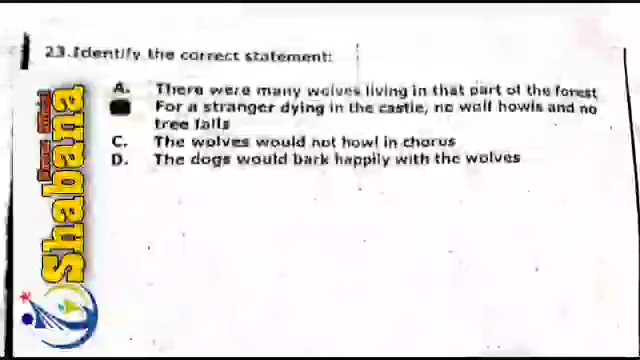 23.Identify the correct statement:
A. There were many wolves living in that part of the forest
For a stranger dying in the castle, no wolf howls and no
tree falls
C. The wolves would not howl in chorus
D. The dogs would bark happily with the wolves
Shabana